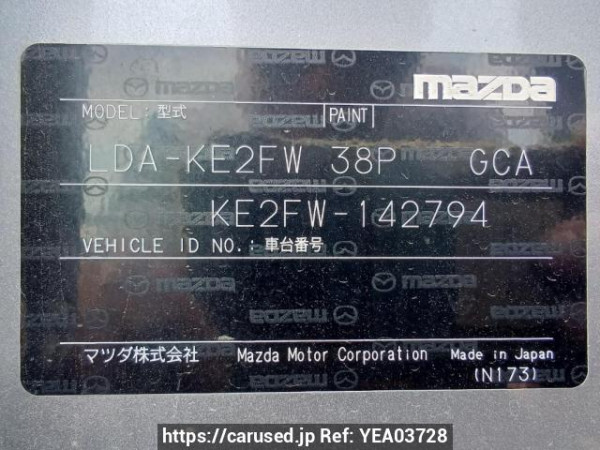 mazda
MODEL: 型式 PAINT
LDA-KE2FW 38P GCA
KE2FW-142794
VEHICLE ID NO.: 車台番号
マツダ株式会社 Mazda Motor Corporation Made in Japan
(N173)
https://carused.jp Ref: YEA03728